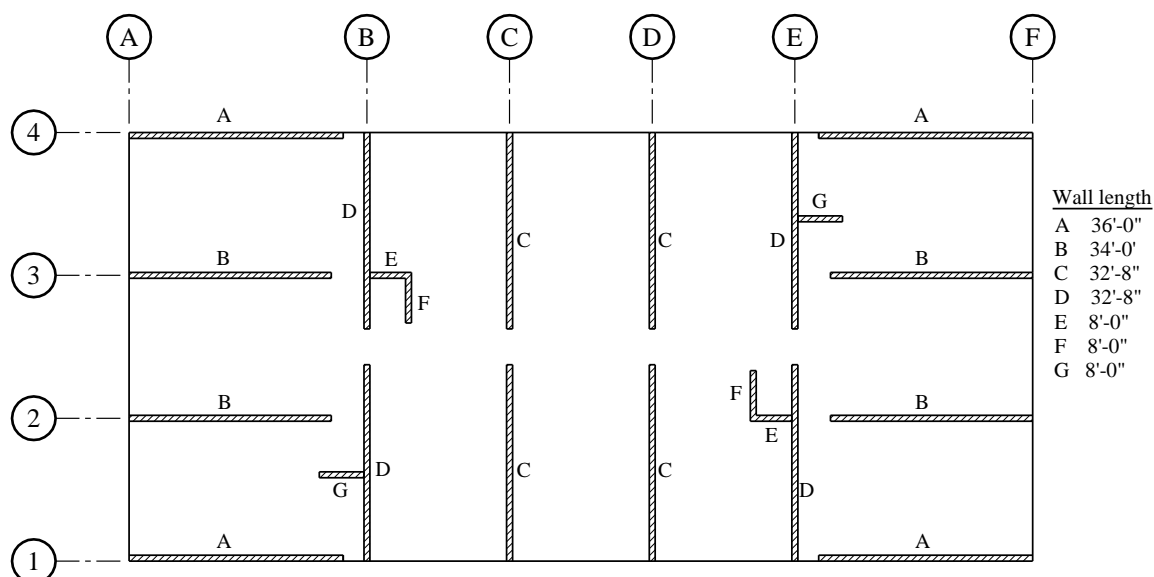 A B C D E F
4 A A
D G
C C D
Wall length
A 36'-0"
B 34'-0'
C 32'-8"
D 32'-8"
E 8'-0"
F 8'-0"
G 8'-0"
3 B E B
F
2 B F B
E
D C C D
G
1 A A